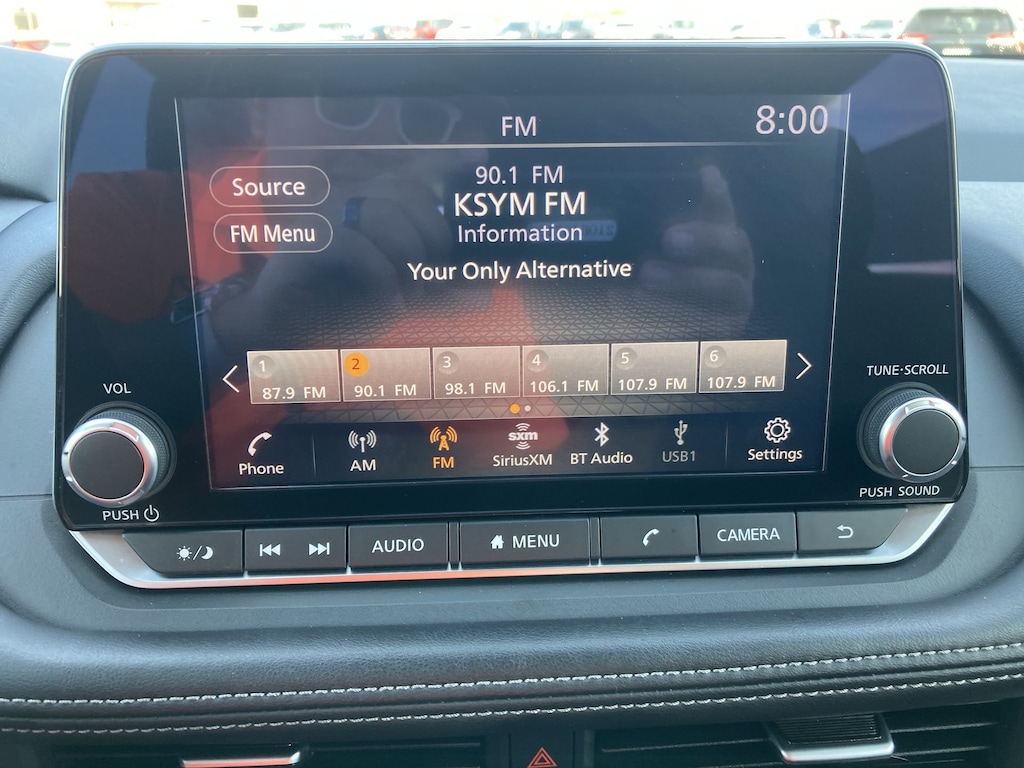 FM 8:00
Source
FM Menu
90.1 FM
KSYM FM
Information
Your Only Alternative
1 2 3 4 5 6
87.9 FM 90.1 FM 98.1 FM 106.1 FM 107.9 FM 107.9 FM
Phone AM FM sxm SiriusXM BT Audio USB1 Settings
VOL
PUSH
TUNE·SCROLL
PUSH SOUND
AUDIO MENU CAMERA